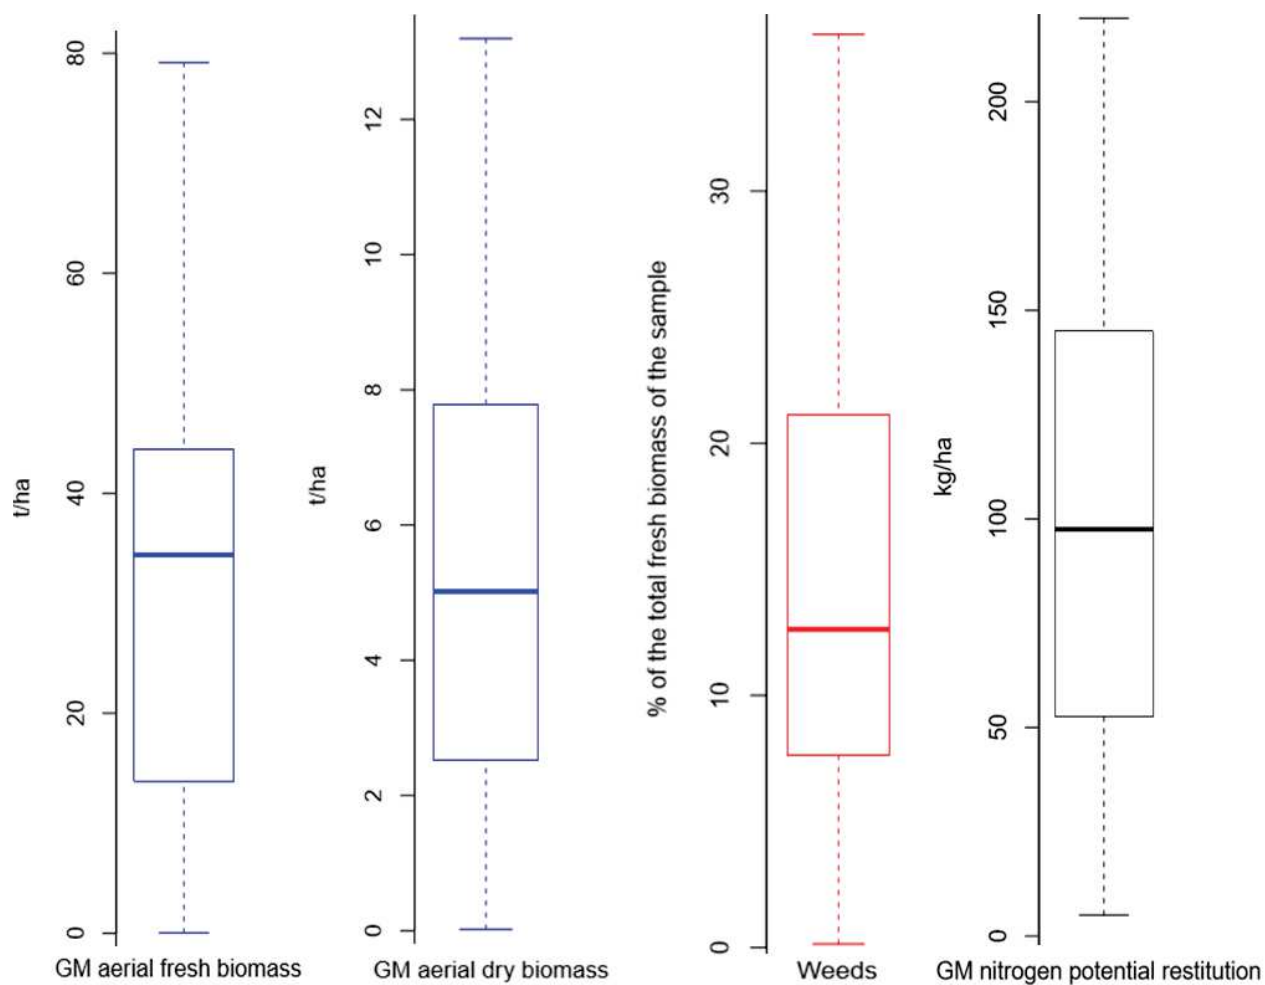 80
60
40
20
0
t/ha
GM aerial fresh biomass
12
10
8
6
4
2
0
t/ha
GM aerial dry biomass
30
20
10
0
% of the total fresh biomass of the sample
Weeds
200
150
100
50
0
kg/ha
GM nitrogen potential restitution